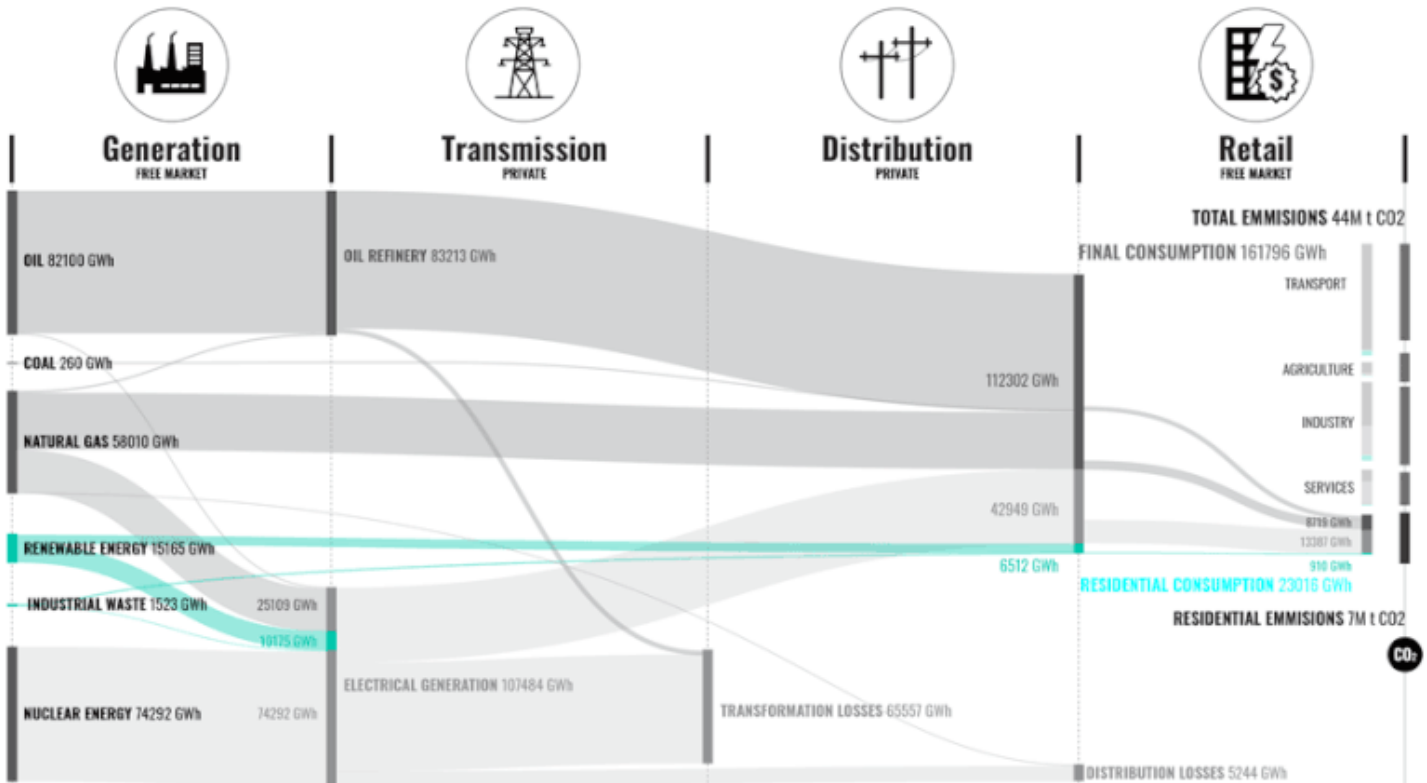 Generation
FREE MARKET
Transmission
PRIVATE
Distribution
PRIVATE
Retail
FREE MARKET
TOTAL EMMISIONS 44M t CO2
OIL 82100 GWh
OIL REFINERY 83213 GWh
FINAL CONSUMPTION 161796 GWh
TRANSPORT
COAL 260 GWh
AGRICULTURE
112302 GWh
INDUSTRY
NATURAL GAS 58010 GWh
SERVICES
42949 GWh
8719 GWh
13387 GWh
RENEWABLE ENERGY 15165 GWh
6512 GWh
910 GWh
RESIDENTIAL CONSUMPTION 23016 GWh
INDUSTRIAL WASTE 1523 GWh
25109 GWh
RESIDENTIAL EMMISIONS 7M t CO2
10175 GWh
CO₂
ELECTRICAL GENERATION 107484 GWh
NUCLEAR ENERGY 74292 GWh
74292 GWh
TRANSFORMATION LOSSES 65557 GWh
DISTRIBUTION LOSSES 5244 GWh
$